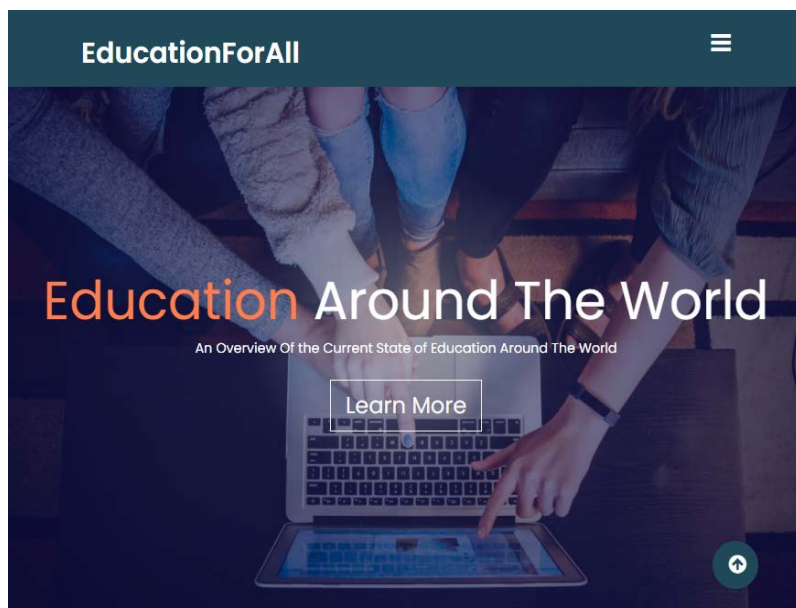 EducationForAll
Education Around The World
An Overview Of the Current State of Education Around The World
Learn More